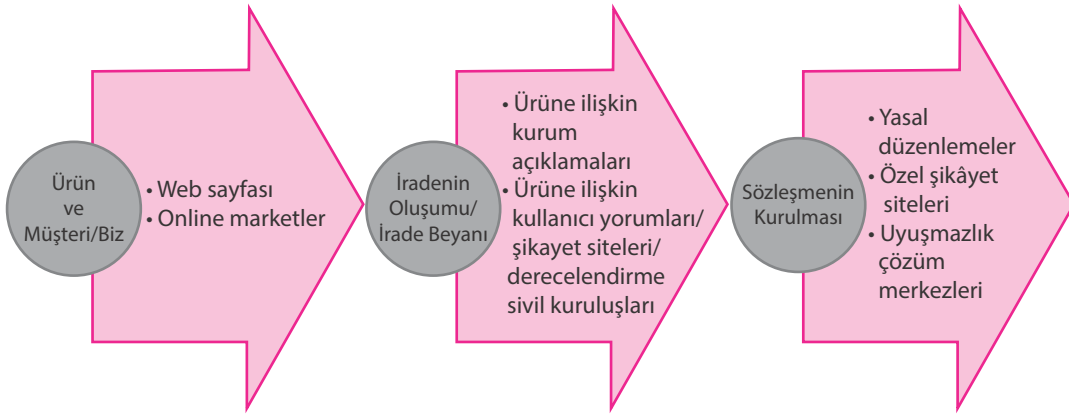 Ürün
ve
Müşteri/Biz
• Web sayfası
• Online marketler
İradenin
Oluşumu/
İrade Beyanı
• Ürüne ilişkin
kurum
açıklamaları
• Ürüne ilişkin
kullanıcı yorumları/
şikayet siteleri/
derecelendirme
sivil kuruluşları
Sözleşmenin
Kurulması
• Yasal
düzenlemeler
• Özel şikâyet
siteleri
• Uyuşmazlık
çözüm
merkezleri